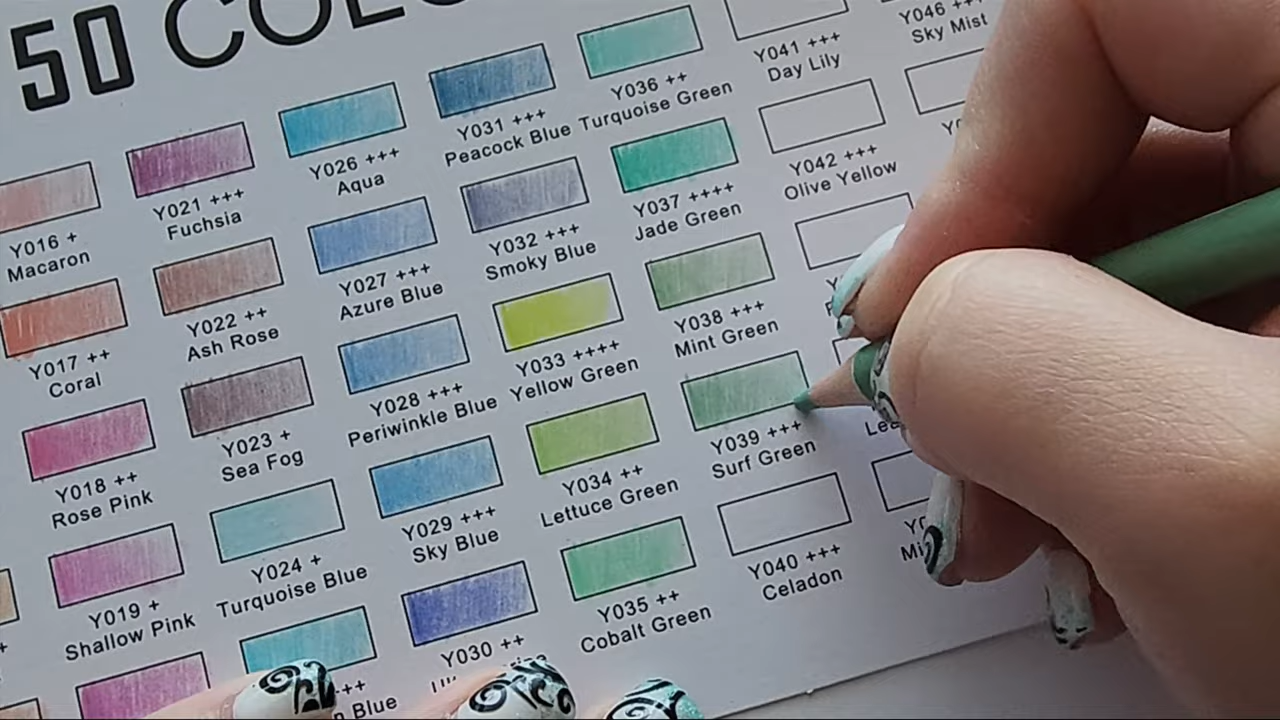 50 COLO
Y016 +
Macaron
Y017 ++
Coral
Y018 ++
Rose Pink
Y019 +
Shallow Pink
Y021 +++
Fuchsia
Y022 ++
Ash Rose
Y023 +
Sea Fog
Y024 +
Turquoise Blue
Blue
Y026 +++
Aqua
Y027 +++
Azure Blue
Y028 +++
Periwinkle Blue
Y029 +++
Sky Blue
Y030 ++
Y031 +++
Peacock Blue
Y032 +++
Smoky Blue
Y033 ++++
Yellow Green
Y034 ++
Lettuce Green
Y035 ++
Cobalt Green
Y036 ++
Turquoise Green
Y037 ++++
Jade Green
Y038 +++
Mint Green
Y039 +++
Surf Green
Y040 +++
Celadon
Y041 +++
Day Lily
Y042 +++
Olive Yellow
Y046 +++
Sky Mist